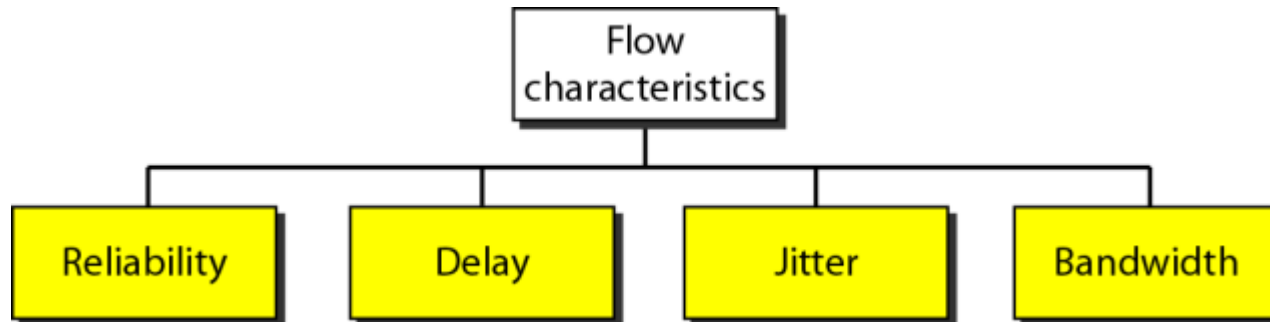 Flow
characteristics
Reliability
Delay
Jitter
Bandwidth